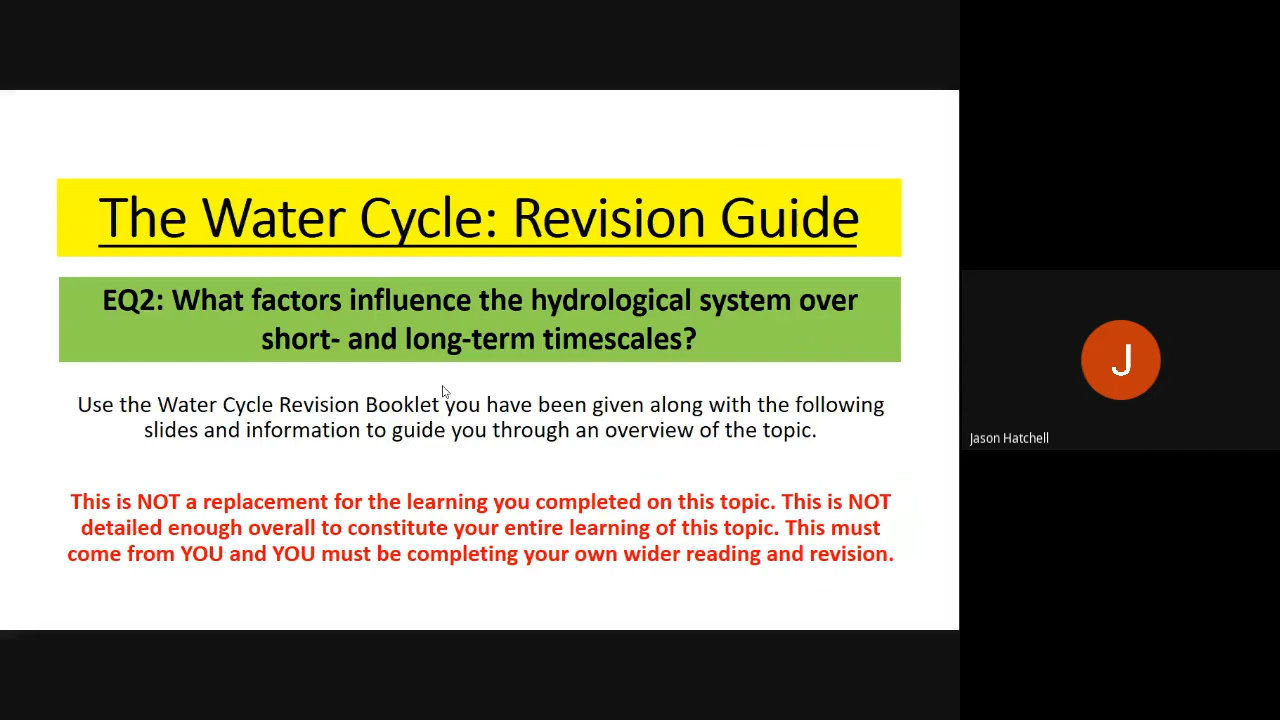 The Water Cycle: Revision Guide
EQ2: What factors influence the hydrological system over
short- and long-term timescales?
Use the Water Cycle Revision Booklet you have been given along with the following
slides and information to guide you through an overview of the topic.
This is NOT a replacement for the learning you completed on this topic. This is NOT
detailed enough overall to constitute your entire learning of this topic. This must
come from YOU and YOU must be completing your own wider reading and revision.
J
Jason Hatchell